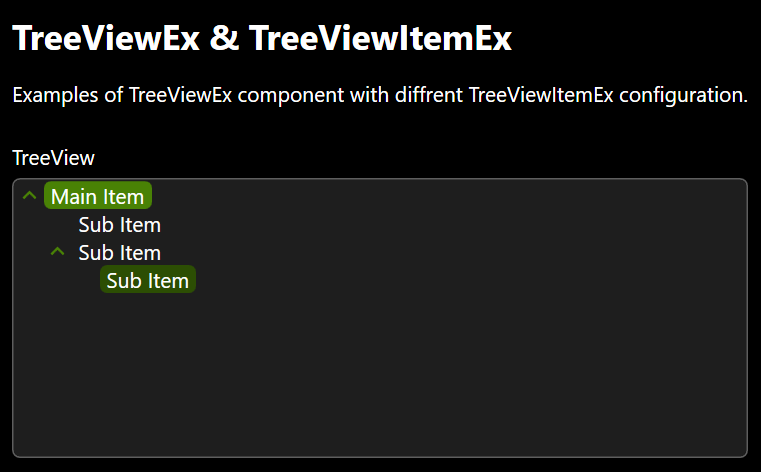 TreeViewEx & TreeViewItemEx
Examples of TreeViewEx component with diffrent TreeViewItemEx configuration.
TreeView
Main Item
Sub Item
Sub Item
Sub Item